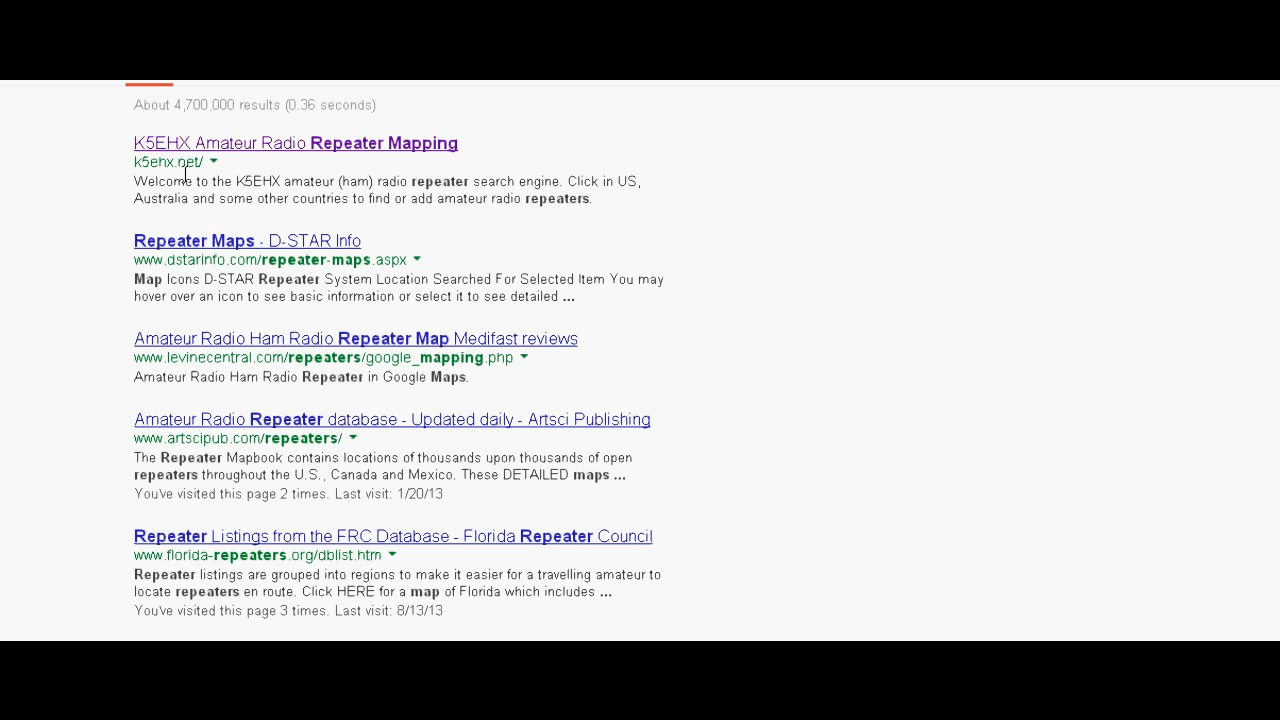 About 4,700,000 results (0.36 seconds)
K5EHX Amateur Radio Repeater Mapping
k5ehx.net/
Welcome to the K5EHX amateur (ham) radio repeater search engine. Click in US,
Australia and some other countries to find or add amateur radio repeaters.
Repeater Maps - D-STAR Info
www.dstarinfo.com/repeater-maps.aspx
Map Icons D-STAR Repeater System Location Searched For Selected Item You may
hover over an icon to see basic information or select it to see detailed ...
Amateur Radio Ham Radio Repeater Map Medifast reviews
www.levinecentral.com/repeaters/google_mapping.php
Amateur Radio Ham Radio Repeater in Google Maps.
Amateur Radio Repeater database - Updated daily - Artsci Publishing
www.artscipub.com/repeaters/
The Repeater Mapbook contains locations of thousands upon thousands of open
repeaters throughout the U.S., Canada and Mexico. These DETAILED maps ...
You've visited this page 2 times. Last visit: 1/20/13
Repeater Listings from the FRC Database - Florida Repeater Council
www.florida-repeaters.org/dblist.htm
Repeater listings are grouped into regions to make it easier for a travelling amateur to
locate repeaters en route. Click HERE for a map of Florida which includes ...
You've visited this page 3 times. Last visit: 8/13/13